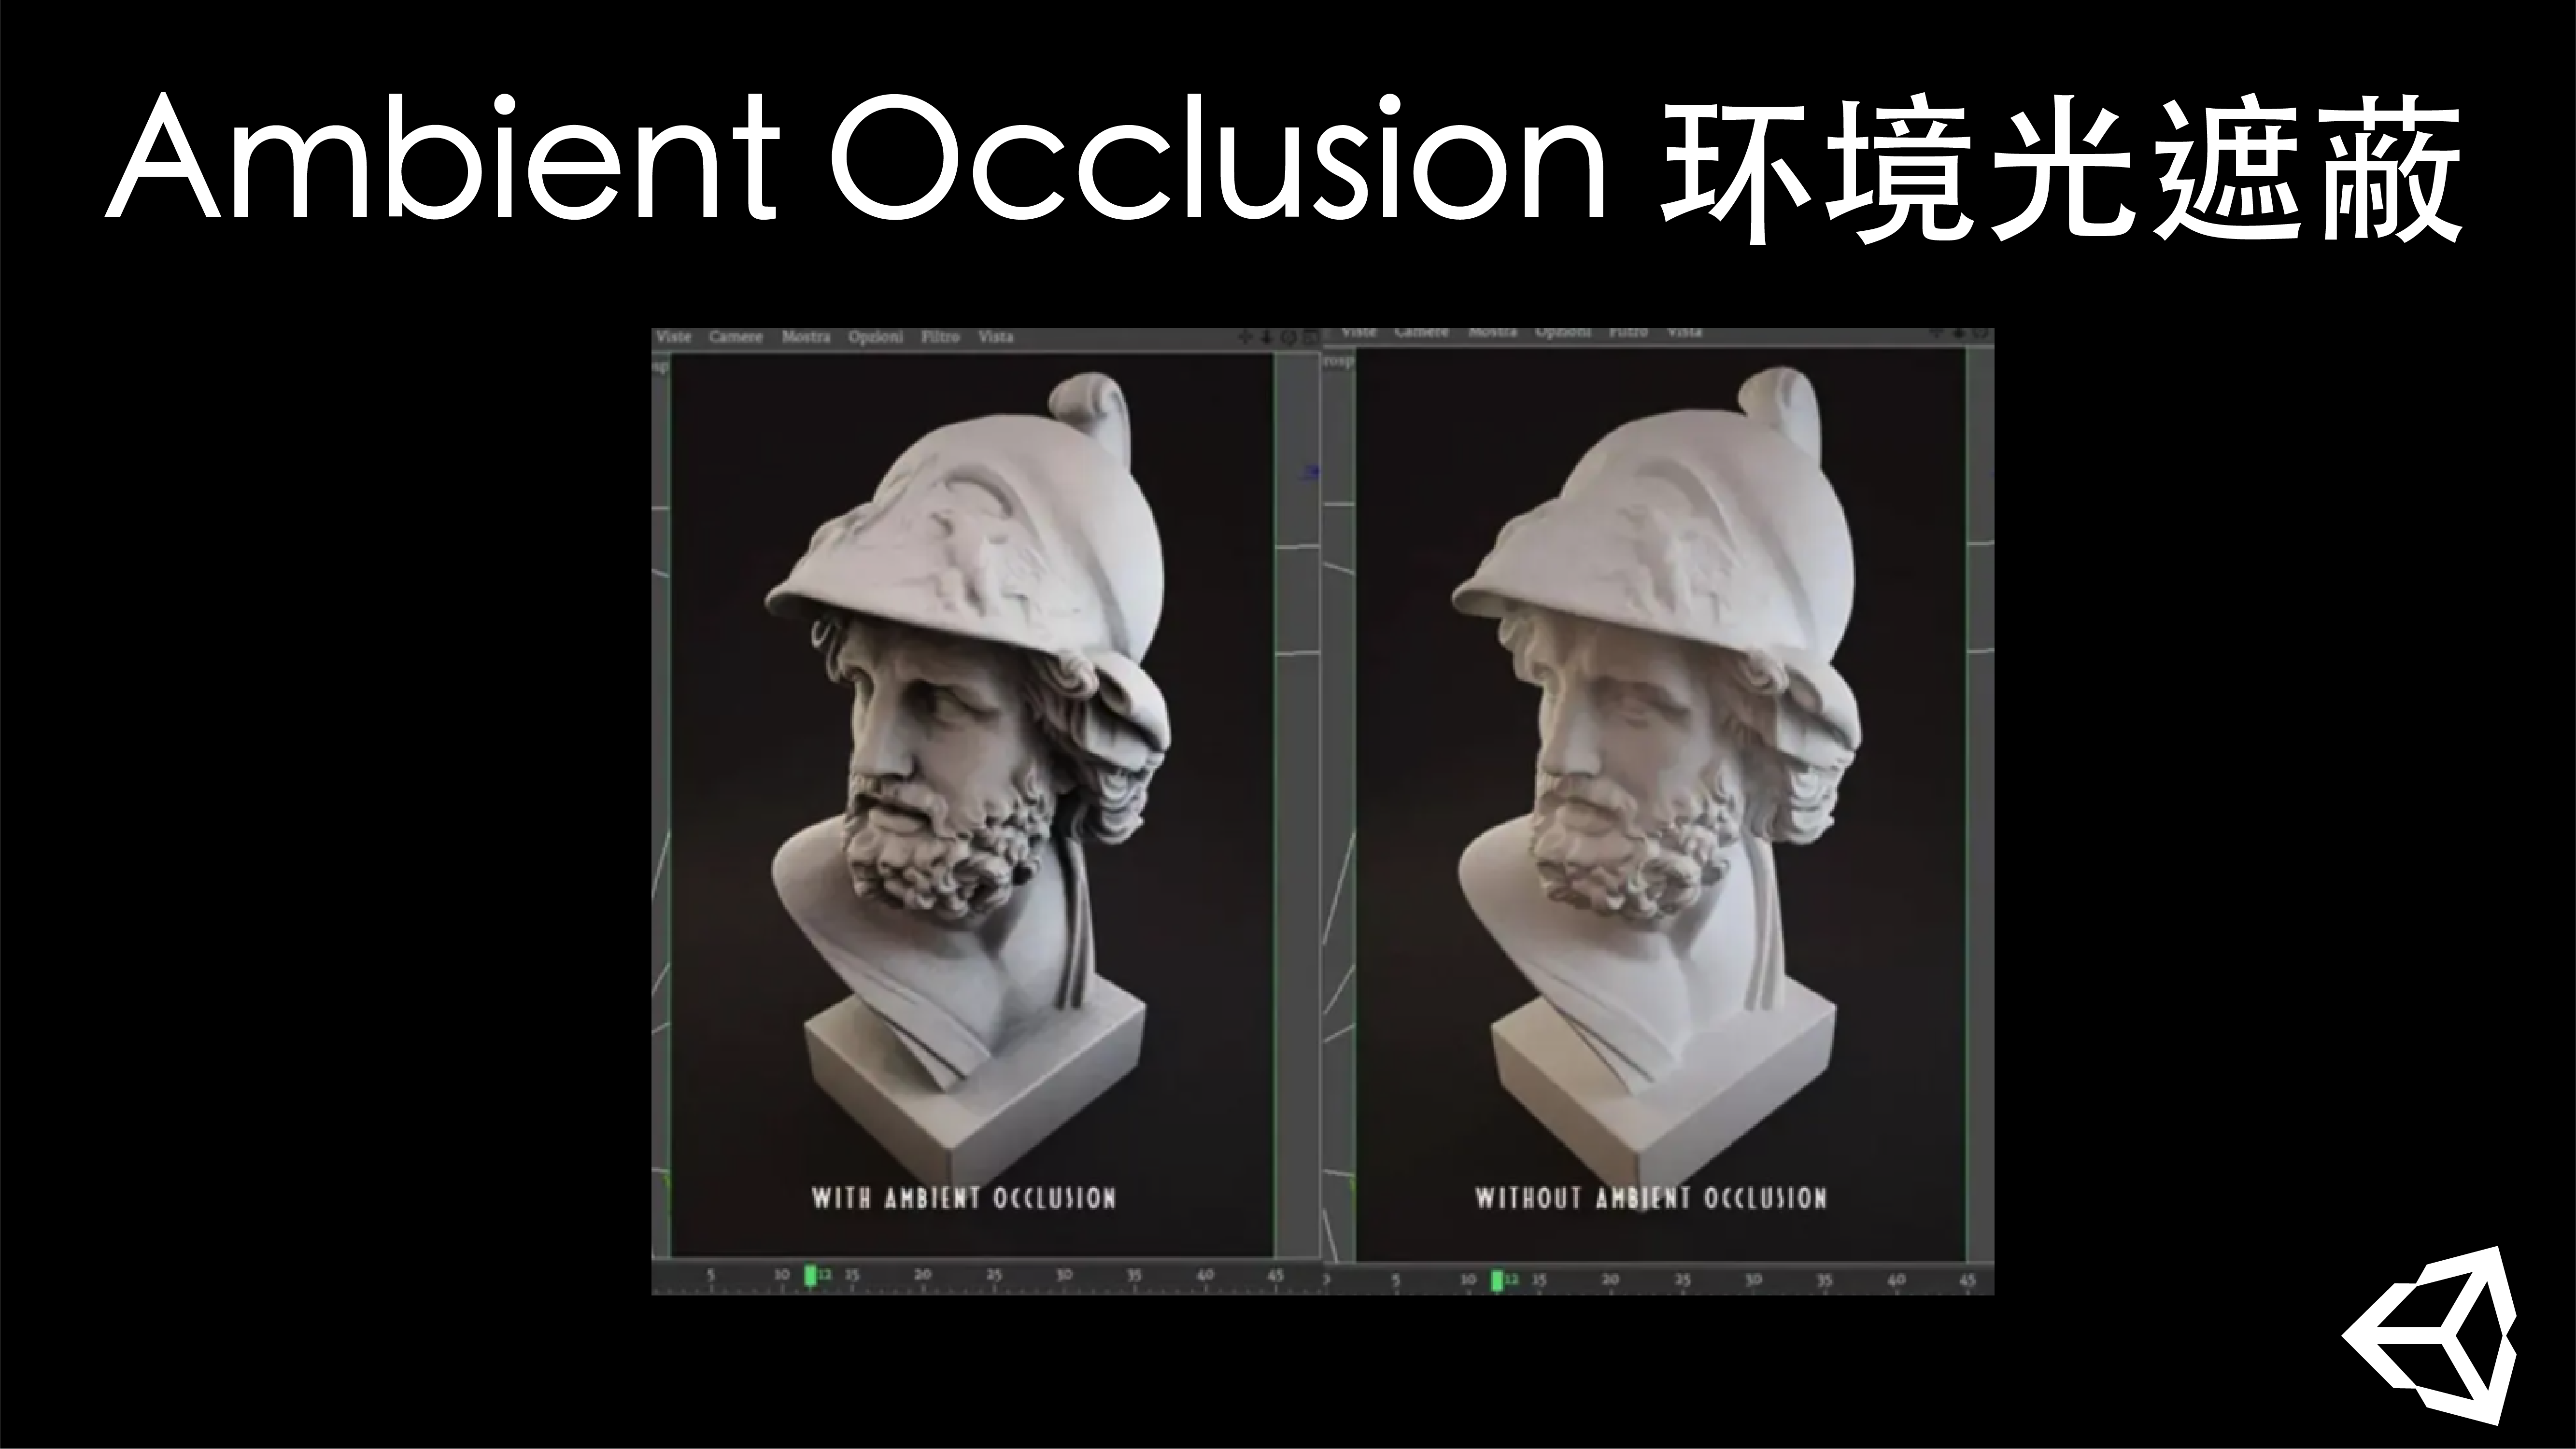 Ambient Occlusion 环境光遮蔽
Viste Camere Mostra Opzioni Filtro Vista
Viste Camere Mostra Opzioni Filtro Vista
WITH AMBIENT OCCLUSION
WITHOUT AMBIENT OCCLUSION
5 10 12 15 20 25 30 35 40 45
5 10 12 15 20 25 30 35 40 45